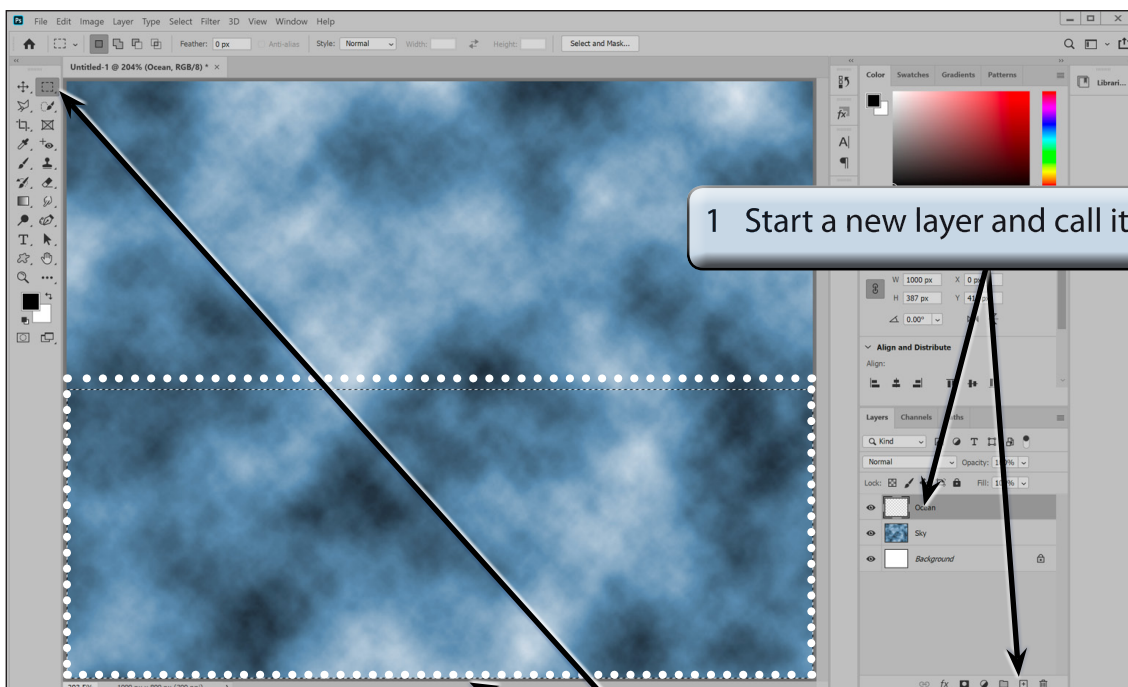 Ps File Edit Image Layer Type Select Filter 3D View Window Help
Feather: 0 px Anti-alias Style: Normal Width: Height: Select and Mask...
Untitled-1 @ 204% (Ocean, RGB/8) * ×
Color Swatches Gradients Patterns
Librari...
1 Start a new layer and call it
W 1000 px X 0 px
H 387 px Y
0.00°
Align and Distribute
Align:
Layers Channels
Kind
Normal Opacity:
Lock: Fill:
Ocean
Sky
Background